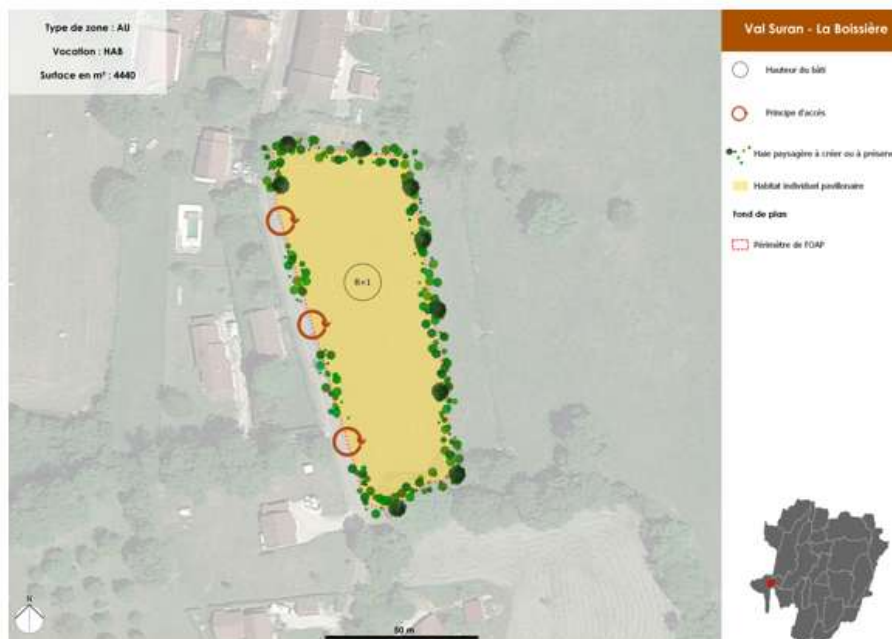 Type de zone : AU
Vocation : HAB
Surface en m² : 4440
Val Suran - La Boissière
Hauteur du bâti
Principe d'accès
Haie paysagère à créer ou à préserve
Habitat individuel pavillonaire
Fond de plan
Périmètre de l'OAP
R+1
N
50 m